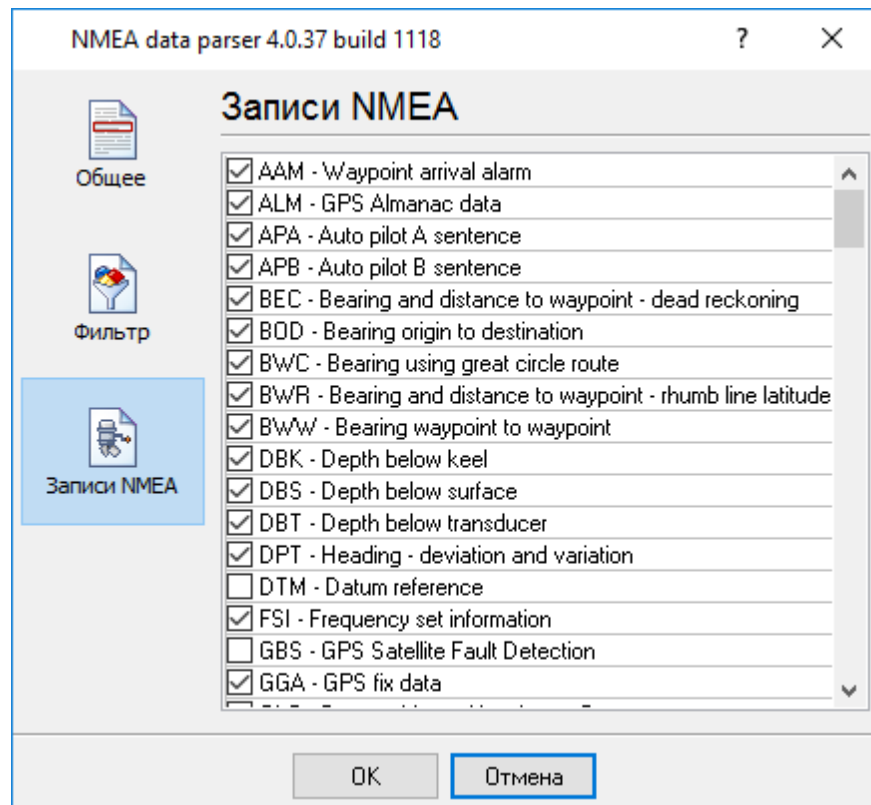 NMEA data parser 4.0.37 build 1118
?
Общее
Фильтр
Записи NMEA
Записи NMEA
AAM - Waypoint arrival alarm
ALM - GPS Almanac data
APA - Auto pilot A sentence
APB - Auto pilot B sentence
BEC - Bearing and distance to waypoint - dead reckoning
BOD - Bearing origin to destination
BWC - Bearing using great circle route
BWR - Bearing and distance to waypoint - rhumb line latitude
BWW - Bearing waypoint to waypoint
DBK - Depth below keel
DBS - Depth below surface
DBT - Depth below transducer
DPT - Heading - deviation and variation
DTM - Datum reference
FSI - Frequency set information
GBS - GPS Satellite Fault Detection
GGA - GPS fix data
OK
Отмена